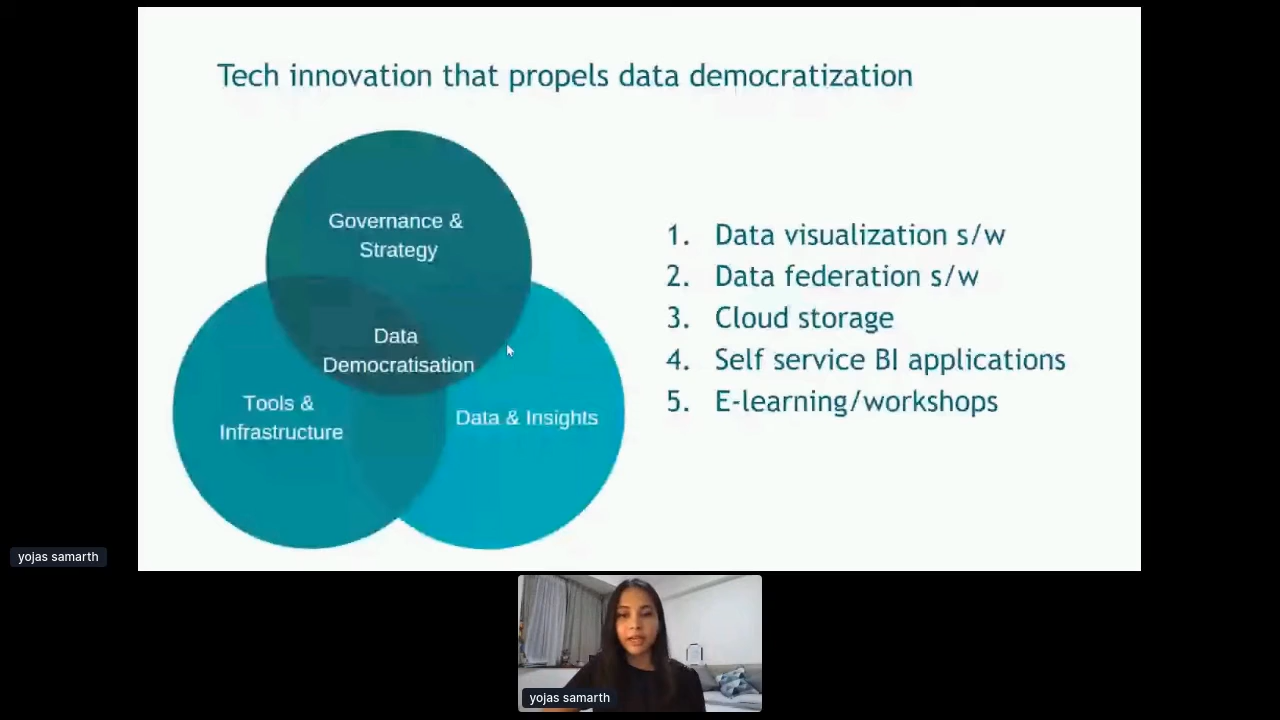 Tech innovation that propels data democratization
Governance &
Strategy
Data
Democratisation
Tools &
Infrastructure
Data & Insights
1. Data visualization s/w
2. Data federation s/w
3. Cloud storage
4. Self service BI applications
5. E-learning/workshops
yojas samarth
yojas samarth